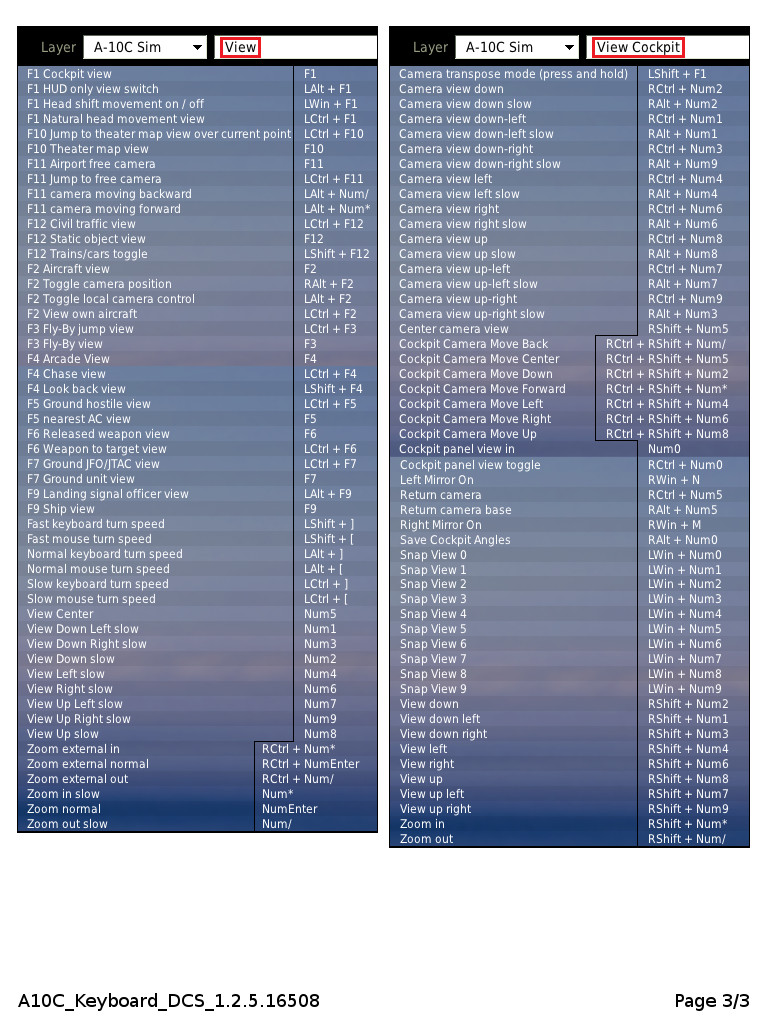 Layer A-10C Sim View
F1 Cockpit view F1
F1 HUD only view switch LAlt + F1
F1 Head shift movement on / off LWin + F1
F1 Natural head movement view LCtrl + F1
F10 Jump to theater map view over current point LCtrl + F10
F10 Theater map view F10
F11 Airport free camera F11
F11 Jump to free camera LCtrl + F11
F11 camera moving backward LAlt + Num/
F11 camera moving forward LAlt + Num*
F12 Civil traffic view LCtrl + F12
F12 Static object view F12
F12 Trains/cars toggle LShift + F12
F2 Aircraft view F2
F2 Toggle camera position RAlt + F2
F2 Toggle local camera control LAlt + F2
F2 View own aircraft LCtrl + F2
F3 Fly-By jump view LCtrl + F3
F3 Fly-By view F3
F4 Arcade View F4
F4 Chase view LCtrl + F4
F4 Look back view LShift + F4
F5 Ground hostile view LCtrl + F5
F5 nearest AC view F5
F6 Released weapon view F6
F6 Weapon to target view LCtrl + F6
F7 Ground JFO/JTAC view LCtrl + F7
F7 Ground unit view F7
F9 Landing signal officer view LAlt + F9
F9 Ship view F9
Fast keyboard turn speed LShift + ]
Fast mouse turn speed LShift + [
Normal keyboard turn speed LAlt + ]
Normal mouse turn speed LAlt + [
Slow keyboard turn speed LCtrl + ]
Slow mouse turn speed LCtrl + [
View Center Num5
View Down Left slow Num1
View Down Right slow Num3
View Down slow Num2
View Left slow Num4
View Right slow Num6
View Up Left slow Num7
View Up Right slow Num9
View Up slow Num8
Zoom external in RCtrl + Num*
Zoom external normal RCtrl + NumEnter
Zoom external out RCtrl + Num/
Zoom in slow Num*
Zoom normal NumEnter
Zoom out slow Num/
Layer A-10C Sim View Cockpit
Camera transpose mode (press and hold) LShift + F1
Camera view down RCtrl + Num2
Camera view down slow RAlt + Num2
Camera view down-left RCtrl + Num1
Camera view down-left slow RAlt + Num1
Camera view down-right RCtrl + Num3
Camera view down-right slow RAlt + Num9
Camera view left RCtrl + Num4
Camera view left slow RAlt + Num4
Camera view right RCtrl + Num6
Camera view right slow RAlt + Num6
Camera view up RCtrl + Num8
Camera view up slow RAlt + Num8
Camera view up-left RCtrl + Num7
Camera view up-left slow RAlt + Num7
Camera view up-right RCtrl + Num9
Camera view up-right slow RAlt + Num3
Center camera view RShift + Num5
Cockpit Camera Move Back RCtrl + RShift + Num/
Cockpit Camera Move Center RCtrl + RShift + Num5
Cockpit Camera Move Down RCtrl + RShift + Num2
Cockpit Camera Move Forward RCtrl + RShift + Num*
Cockpit Camera Move Left RCtrl + RShift + Num4
Cockpit Camera Move Right RCtrl + RShift + Num6
Cockpit Camera Move Up RCtrl + RShift + Num8
Cockpit panel view in Num0
Cockpit panel view toggle RCtrl + Num0
Left Mirror On RWin + N
Return camera RCtrl + Num5
Return camera base RAlt + Num5
Right Mirror On RWin + M
Save Cockpit Angles RAlt + Num0
Snap View 0 LWin + Num0
Snap View 1 LWin + Num1
Snap View 2 LWin + Num2
Snap View 3 LWin + Num3
Snap View 4 LWin + Num4
Snap View 5 LWin + Num5
Snap View 6 LWin + Num6
Snap View 7 LWin + Num7
Snap View 8 LWin + Num8
Snap View 9 LWin + Num9
View down RShift + Num2
View down left RShift + Num1
View down right RShift + Num3
View left RShift + Num4
View right RShift + Num6
View up RShift + Num8
View up left RShift + Num7
View up right RShift + Num9
Zoom in RShift + Num*
Zoom out RShift + Num/
A10C_Keyboard_DCS_1.2.5.16508 Page 3/3